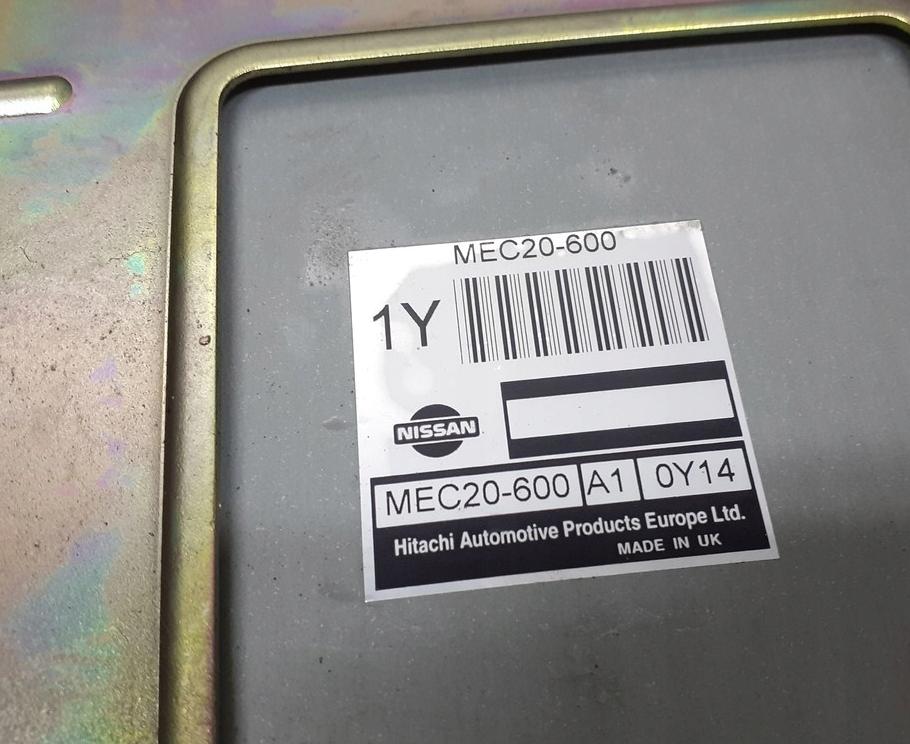 MEC20-600
1Y
NISSAN
MEC20-600 A1 0Y14
Hitachi Automotive Products Europe Ltd.
MADE IN UK